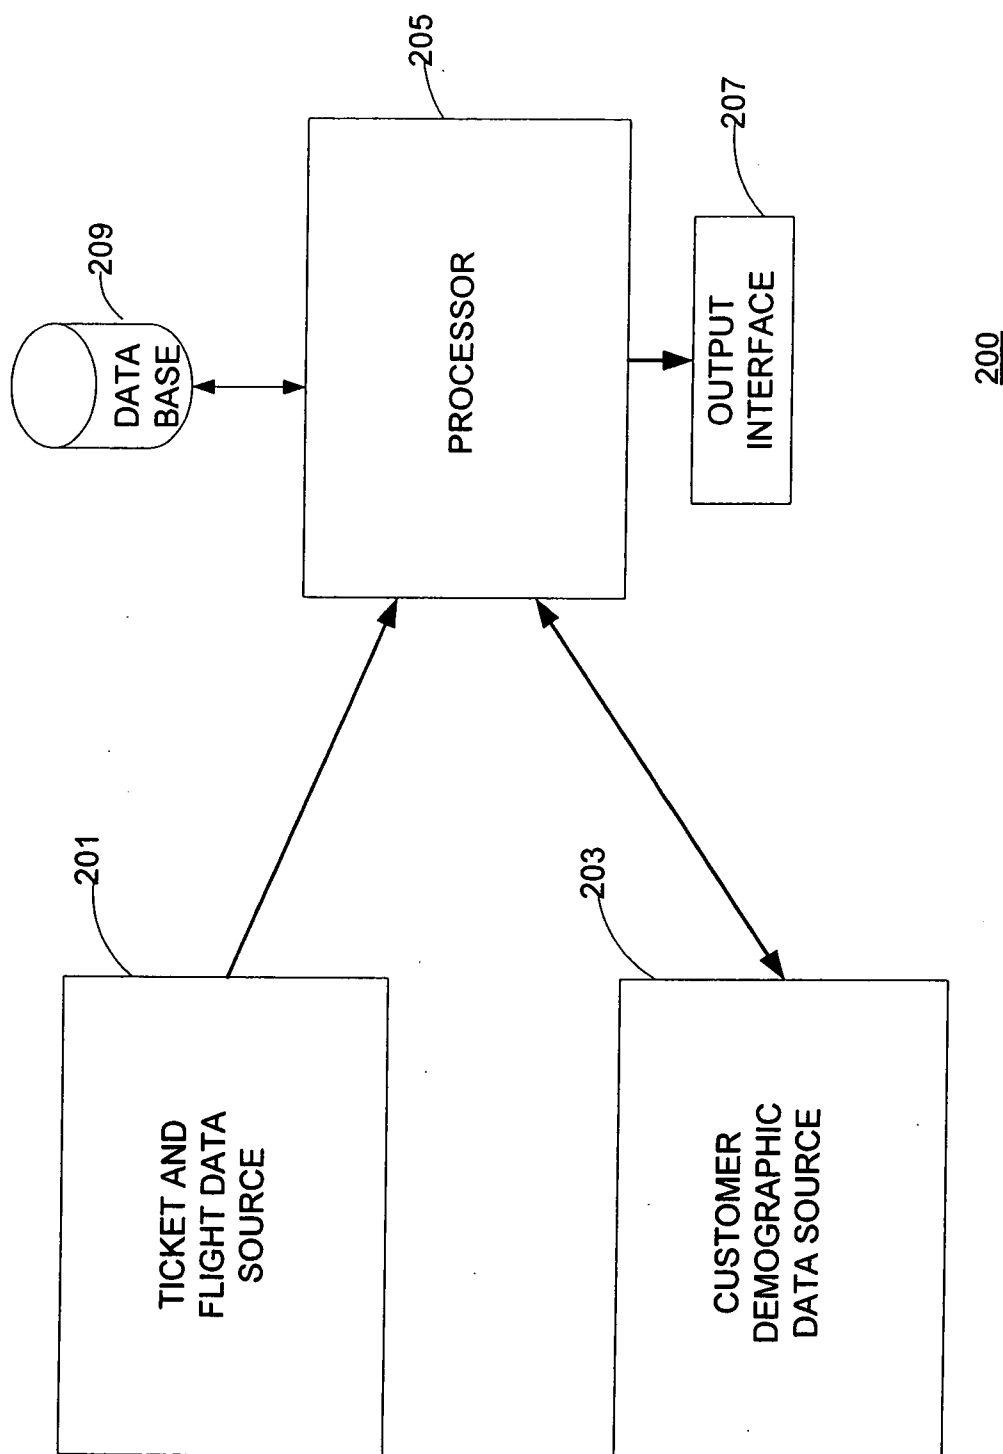 209
DATA
BASE
205
PROCESSOR
207
OUTPUT
INTERFACE
201
TICKET AND
FLIGHT DATA
SOURCE
203
CUSTOMER
DEMOGRAPHIC
DATA SOURCE
200